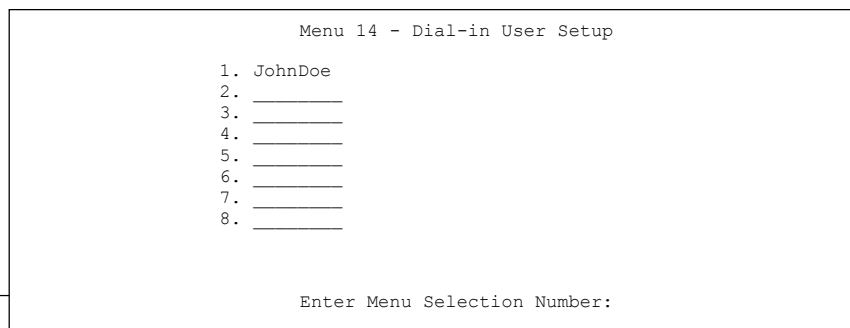 Menu 14 - Dial-in User Setup
1. JohnDoe
2. ________
3. ________
4. ________
5. ________
6. ________
7. ________
8. ________
Enter Menu Selection Number: